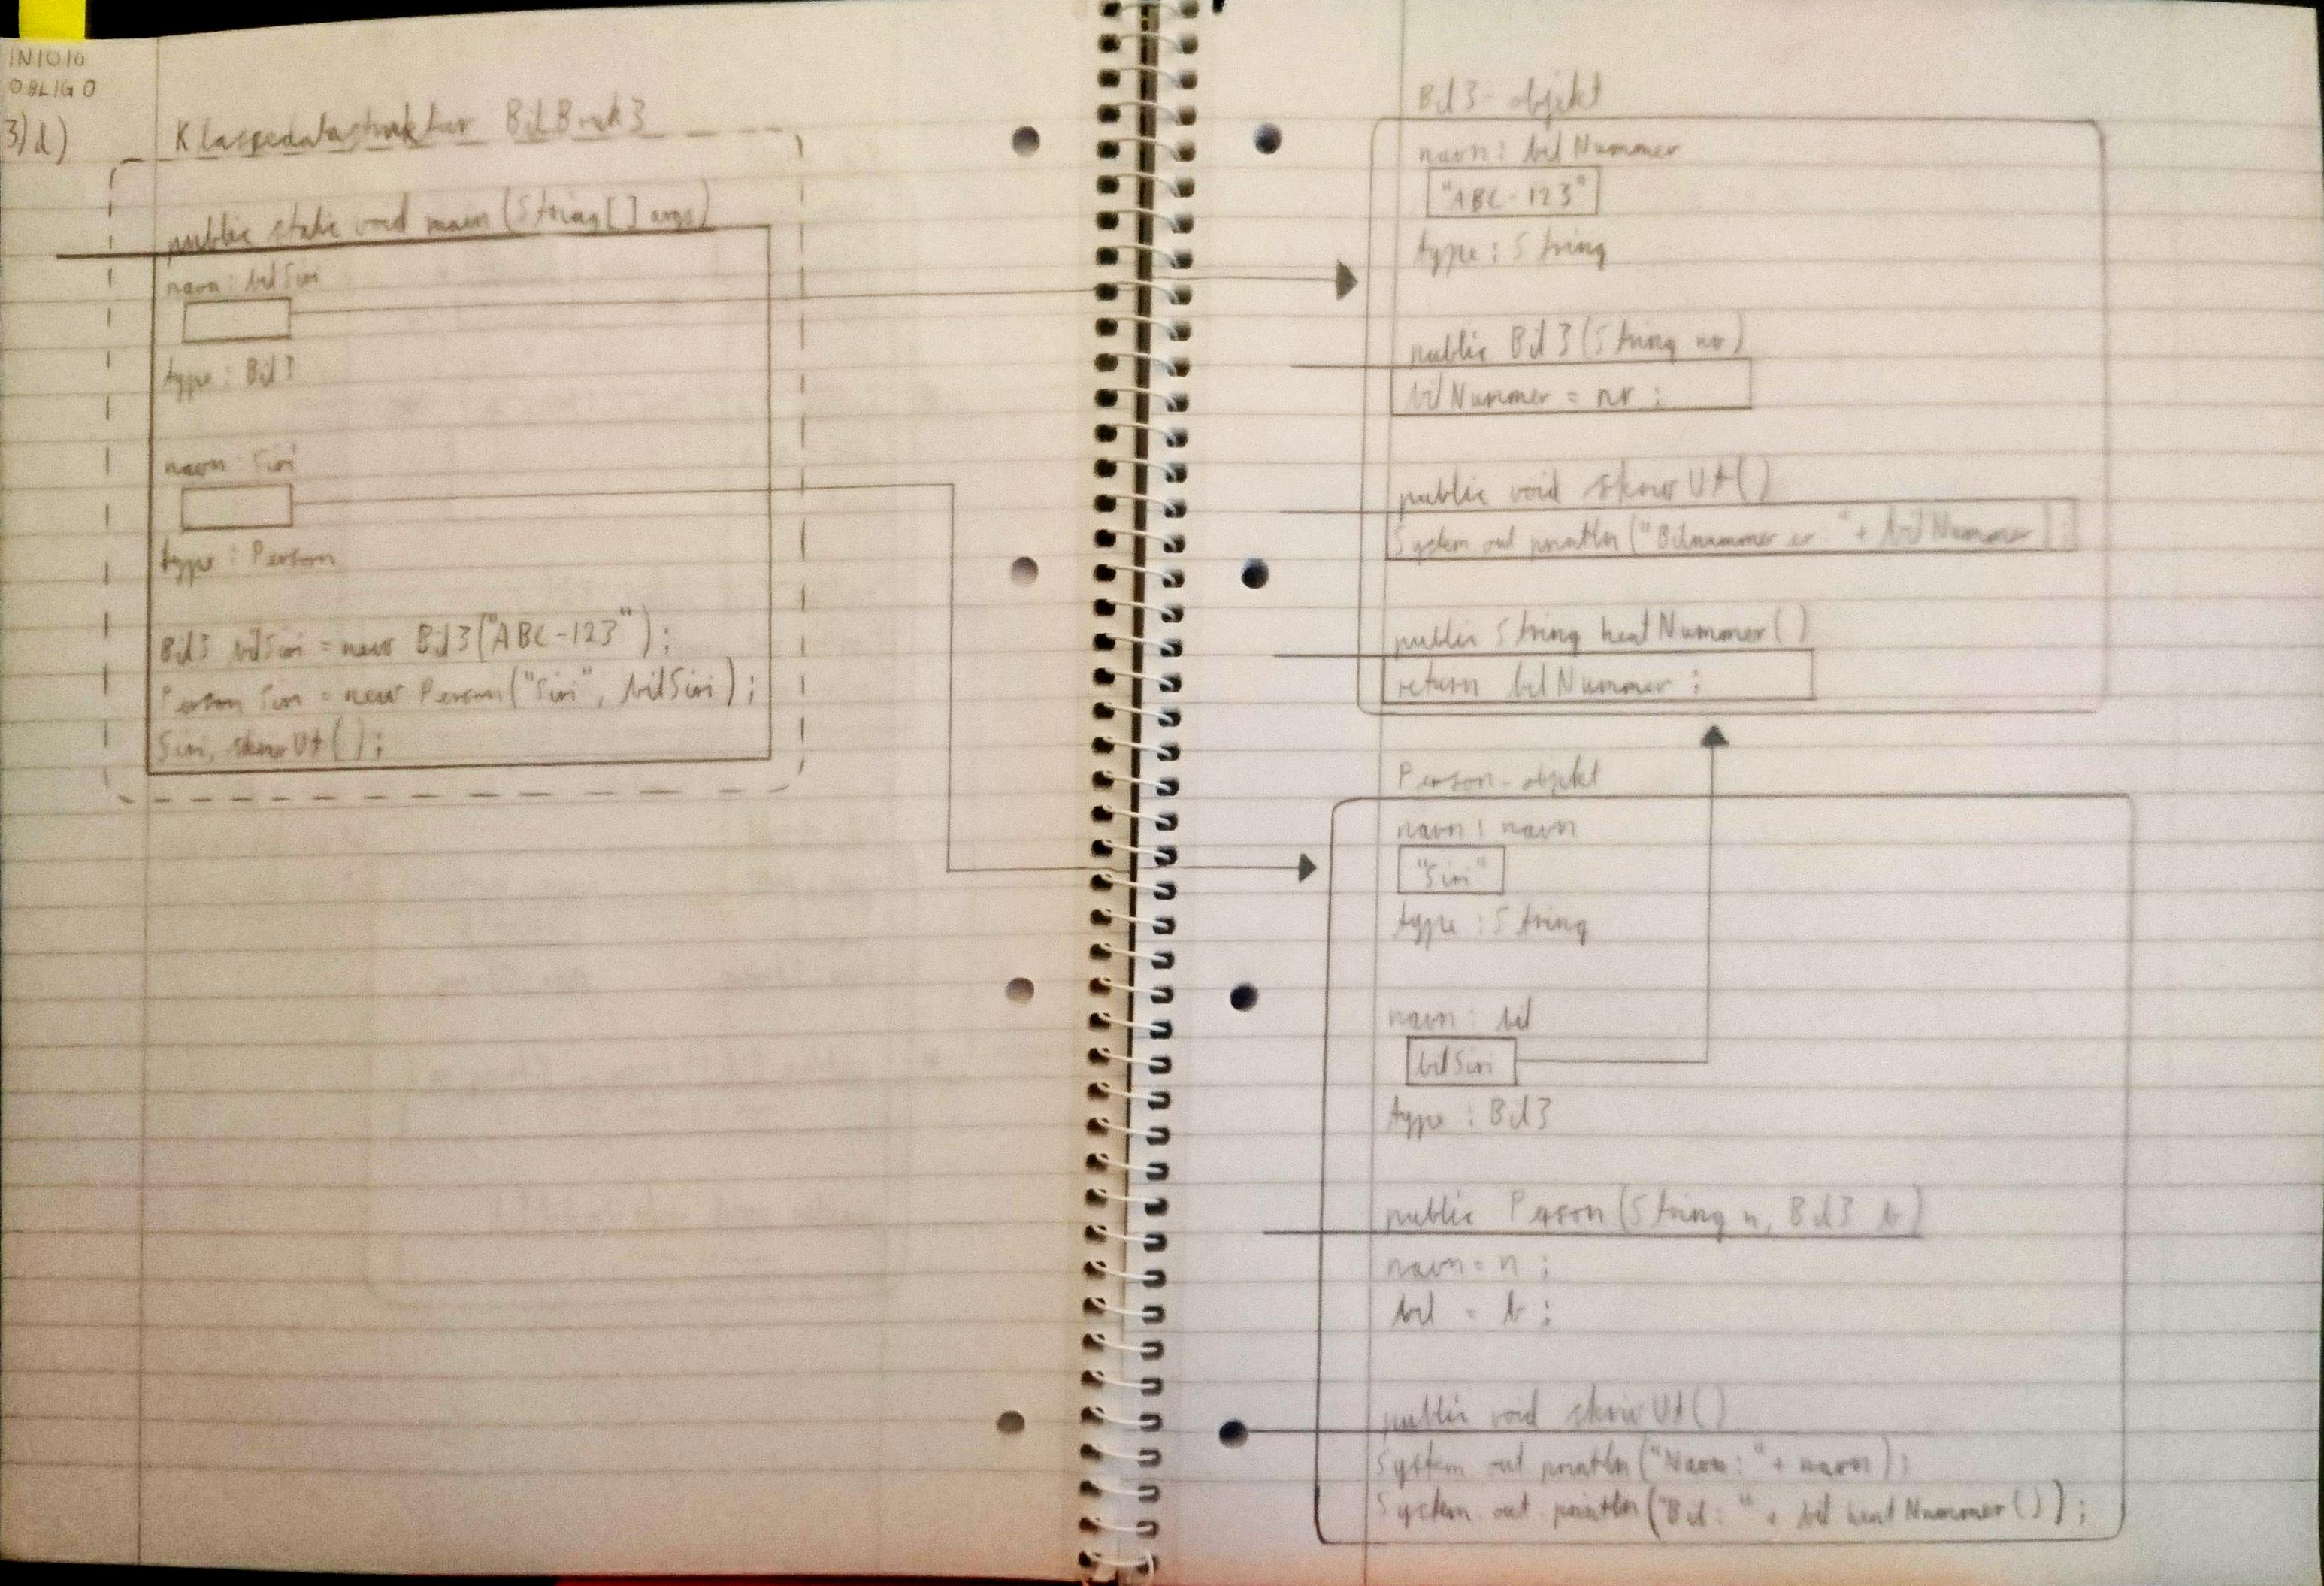 IN1010
OBLIG 0
3)d)
Klassedatastruktur BilBruk3
public static void main (String[] args)
navn: bilSiri
type: Bil3
navn: Siri
type: Person
Bil3 bilSiri = new Bil3("ABC-123");
Person Siri = new Person("Siri", bilSiri);
Siri.skrivUt();
Bil3-objekt
navn: bilNummer
"ABC-123"
type: String
public Bil3(String nr)
bilNummer = nr;
public void skrivUt()
System.out.println("Bilnummer er: " + bilNummer);
public String hentNummer()
return bilNummer;
Person-objekt
navn: navn
"Siri"
type: String
navn: bil
bilSiri
type: Bil3
public Person(String n, Bil3 b)
navn = n;
bil = b;
public void skrivUt()
System.out.println("Navn: " + navn);
System.out.println("Bil: " + bil.hentNummer());